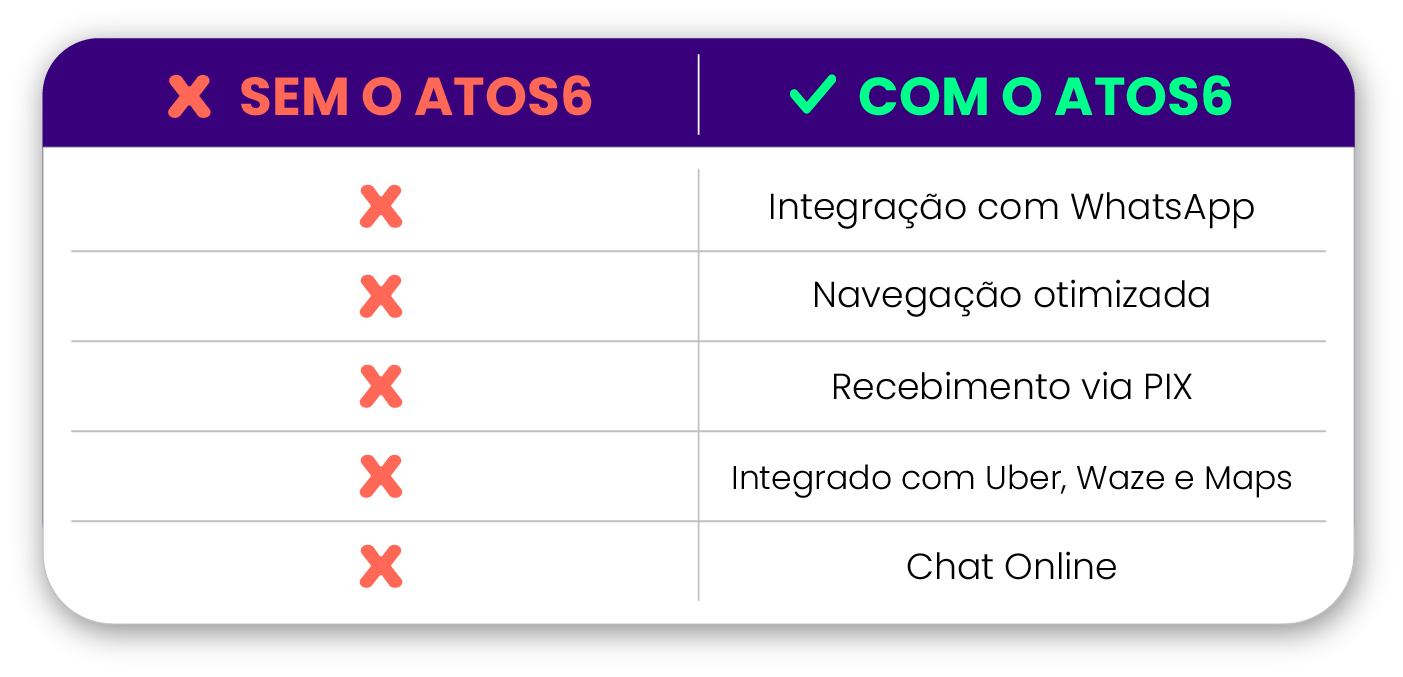 SEM O ATOS6
COM O ATOS6
Integração com WhatsApp
Navegação otimizada
Recebimento via PIX
Integrado com Uber, Waze e Maps
Chat Online